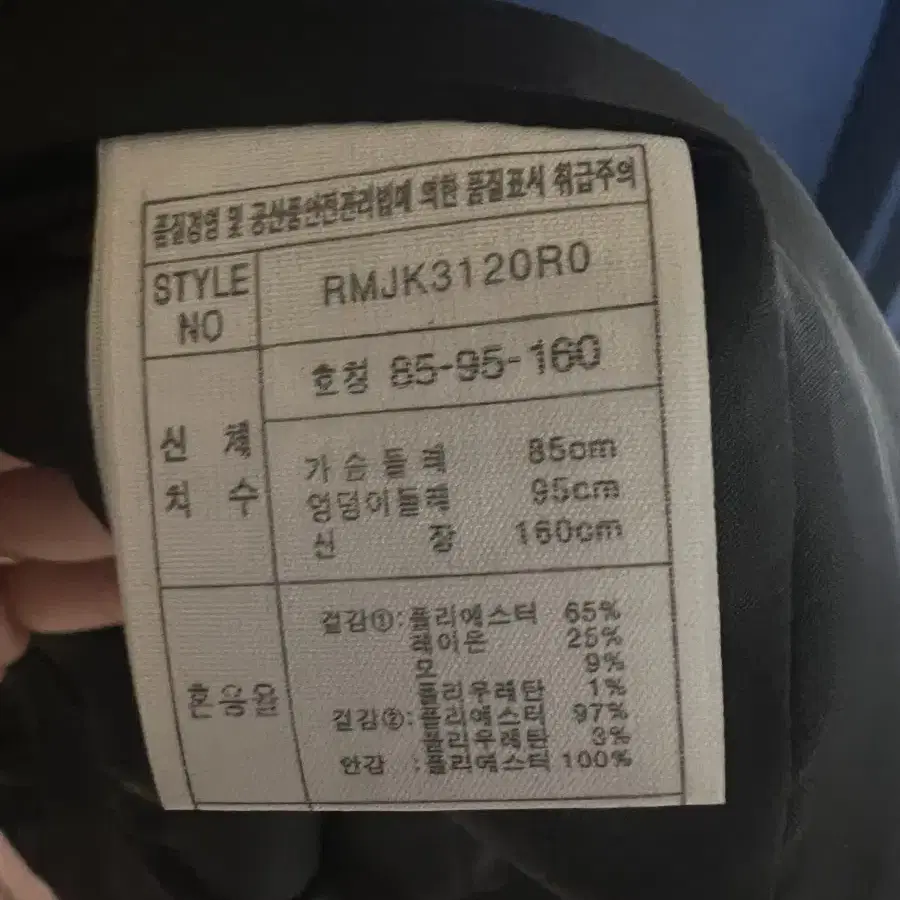 품질경영 및 공산품안전관리법에 의한 품질표시 취급주의
STYLE NO
RMJK3120R0
호칭 85-95-160
신체 치수
가슴둘레 85cm
엉덩이둘레 95cm
신장 160cm
혼용율
겉감①: 폴리에스터 65%
레이온 25%
마 9%
폴리우레탄 1%
겉감②: 폴리에스터 97%
폴리우레탄 3%
안감 : 폴리에스터 100%